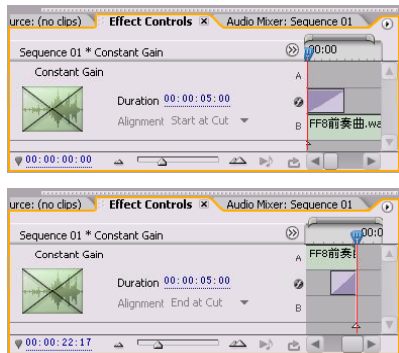 urce: (no clips) Effect Controls × Audio Mixer: Sequence 01
Sequence 01 * Constant Gain 00:00
Constant Gain A
Duration 00:00:05:00
Alignment Start at Cut B FF8前奏曲.wa
00:00:00:00
urce: (no clips) Effect Controls × Audio Mixer: Sequence 01
Sequence 01 * Constant Gain 00:0
Constant Gain A FF8前奏
Duration 00:00:05:00
Alignment End at Cut B
00:00:22:17